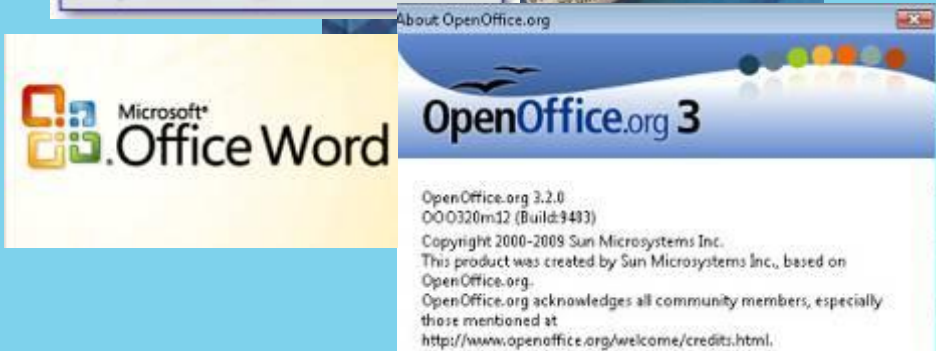 Microsoft®
Office Word
About OpenOffice.org
OpenOffice.org 3
OpenOffice.org 3.2.0
OOO320m12 (Build:9483)
Copyright 2000-2009 Sun Microsystems Inc.
This product was created by Sun Microsystems Inc., based on
OpenOffice.org.
OpenOffice.org acknowledges all community members, especially
those mentioned at
http://www.openoffice.org/welcome/credits.html.